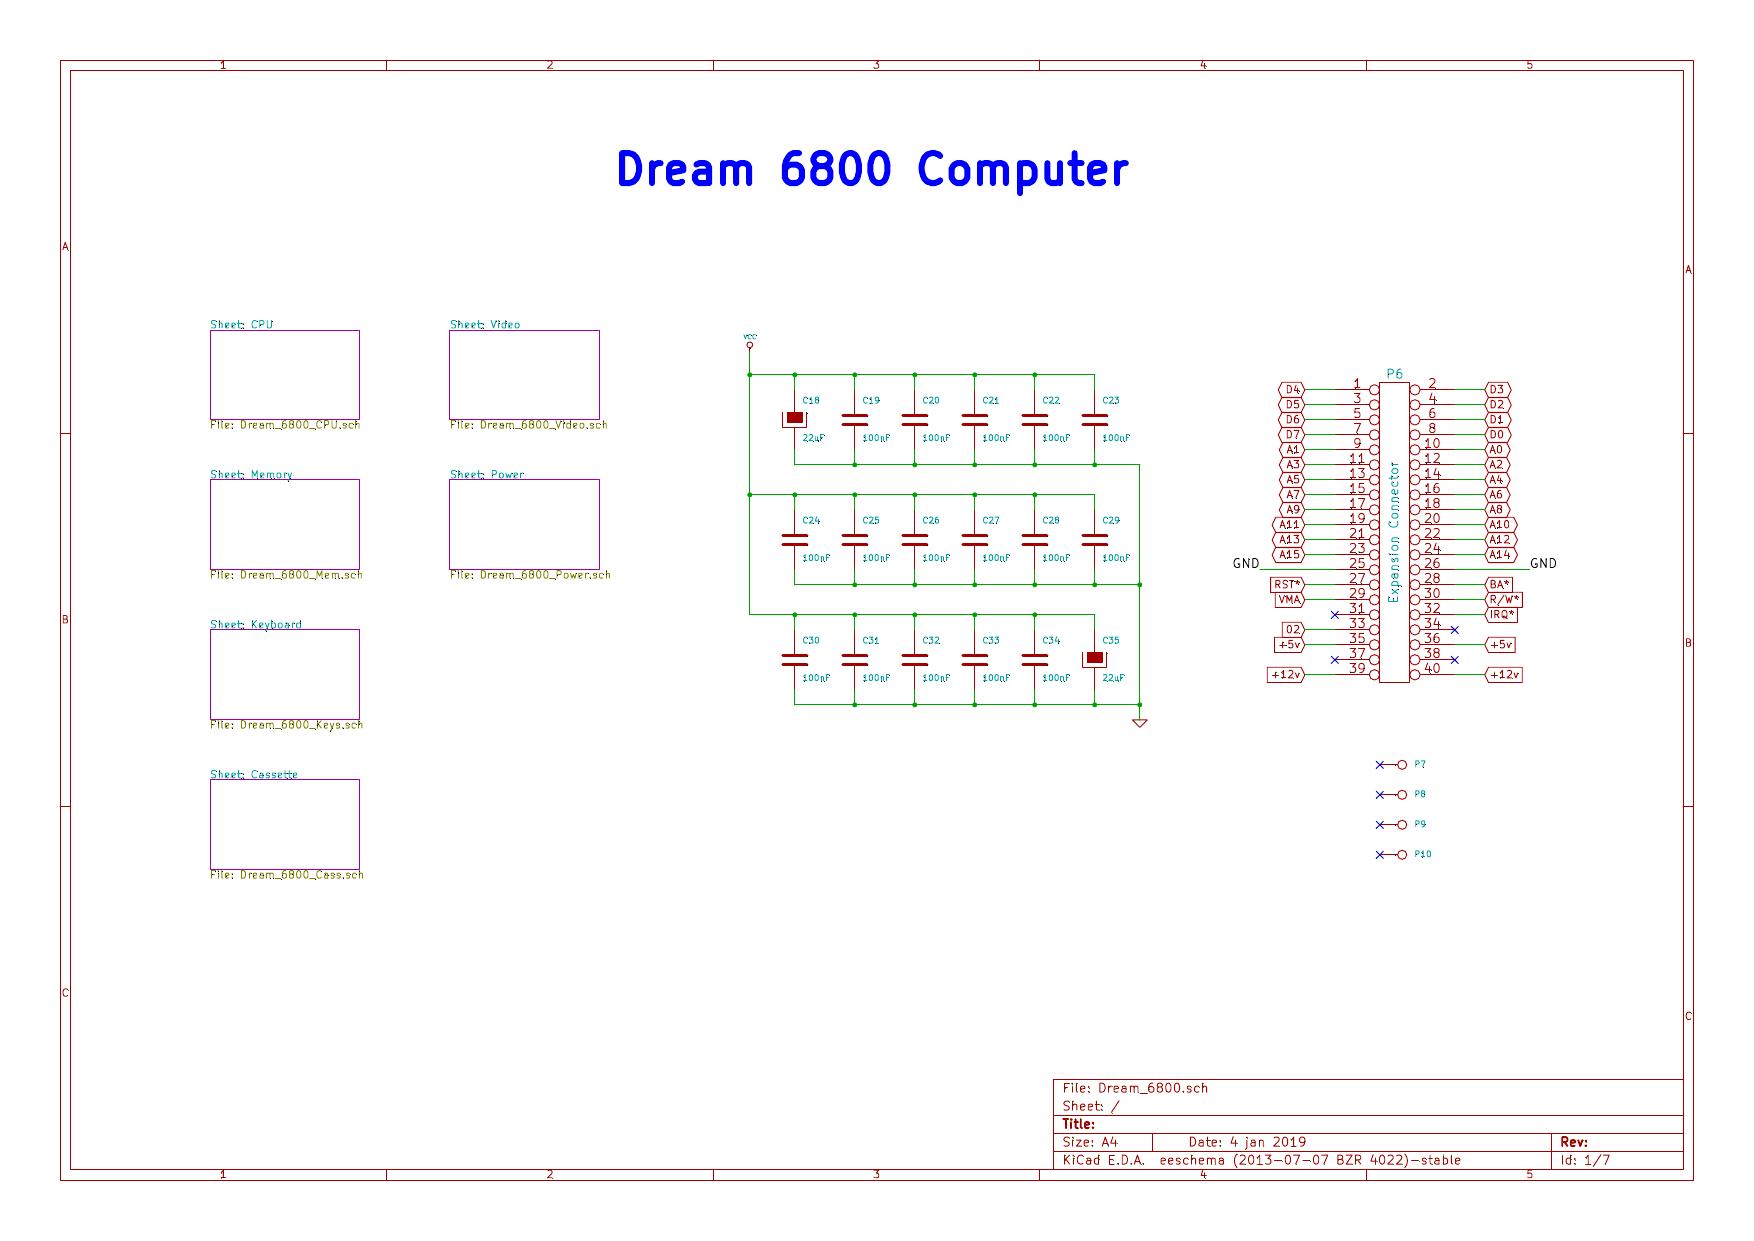 1 2 3 4 5
Dream 6800 Computer
A A
Sheet: CPU
File: Dream_6800_CPU.sch
Sheet: Video
File: Dream_6800_Video.sch
Sheet: Memory
File: Dream_6800_Mem.sch
Sheet: Power
File: Dream_6800_Power.sch
Sheet: Keyboard
File: Dream_6800_Keys.sch
Sheet: Cassette
File: Dream_6800_Cass.sch
VCC
C18 C19 C20 C21 C22 C23
22uF 100nF 100nF 100nF 100nF 100nF
C24 C25 C26 C27 C28 C29
100nF 100nF 100nF 100nF 100nF 100nF
C30 C31 C32 C33 C34 C35
100nF 100nF 100nF 100nF 100nF 22uF
P6
Expansion Connector
D4 1 2 D3
D5 3 4 D2
D6 5 6 D1
D7 7 8 D0
A1 9 10 A0
A3 11 12 A2
A5 13 14 A4
A7 15 16 A6
A9 17 18 A8
A11 19 20 A10
A13 21 22 A12
A15 23 24 A14
GND 25 26 GND
RST* 27 28 BA*
VMA 29 30 R/W*
31 32 IRQ*
02 33 34
+5v 35 36 +5v
37 38
+12v 39 40 +12v
P7
P8
P9
P10
B B
C C
File: Dream_6800.sch
Sheet: /
Title:
Size: A4 Date: 4 jan 2019 Rev:
KiCad E.D.A. eeschema (2013-07-07 BZR 4022)-stable Id: 1/7
1 2 3 4 5